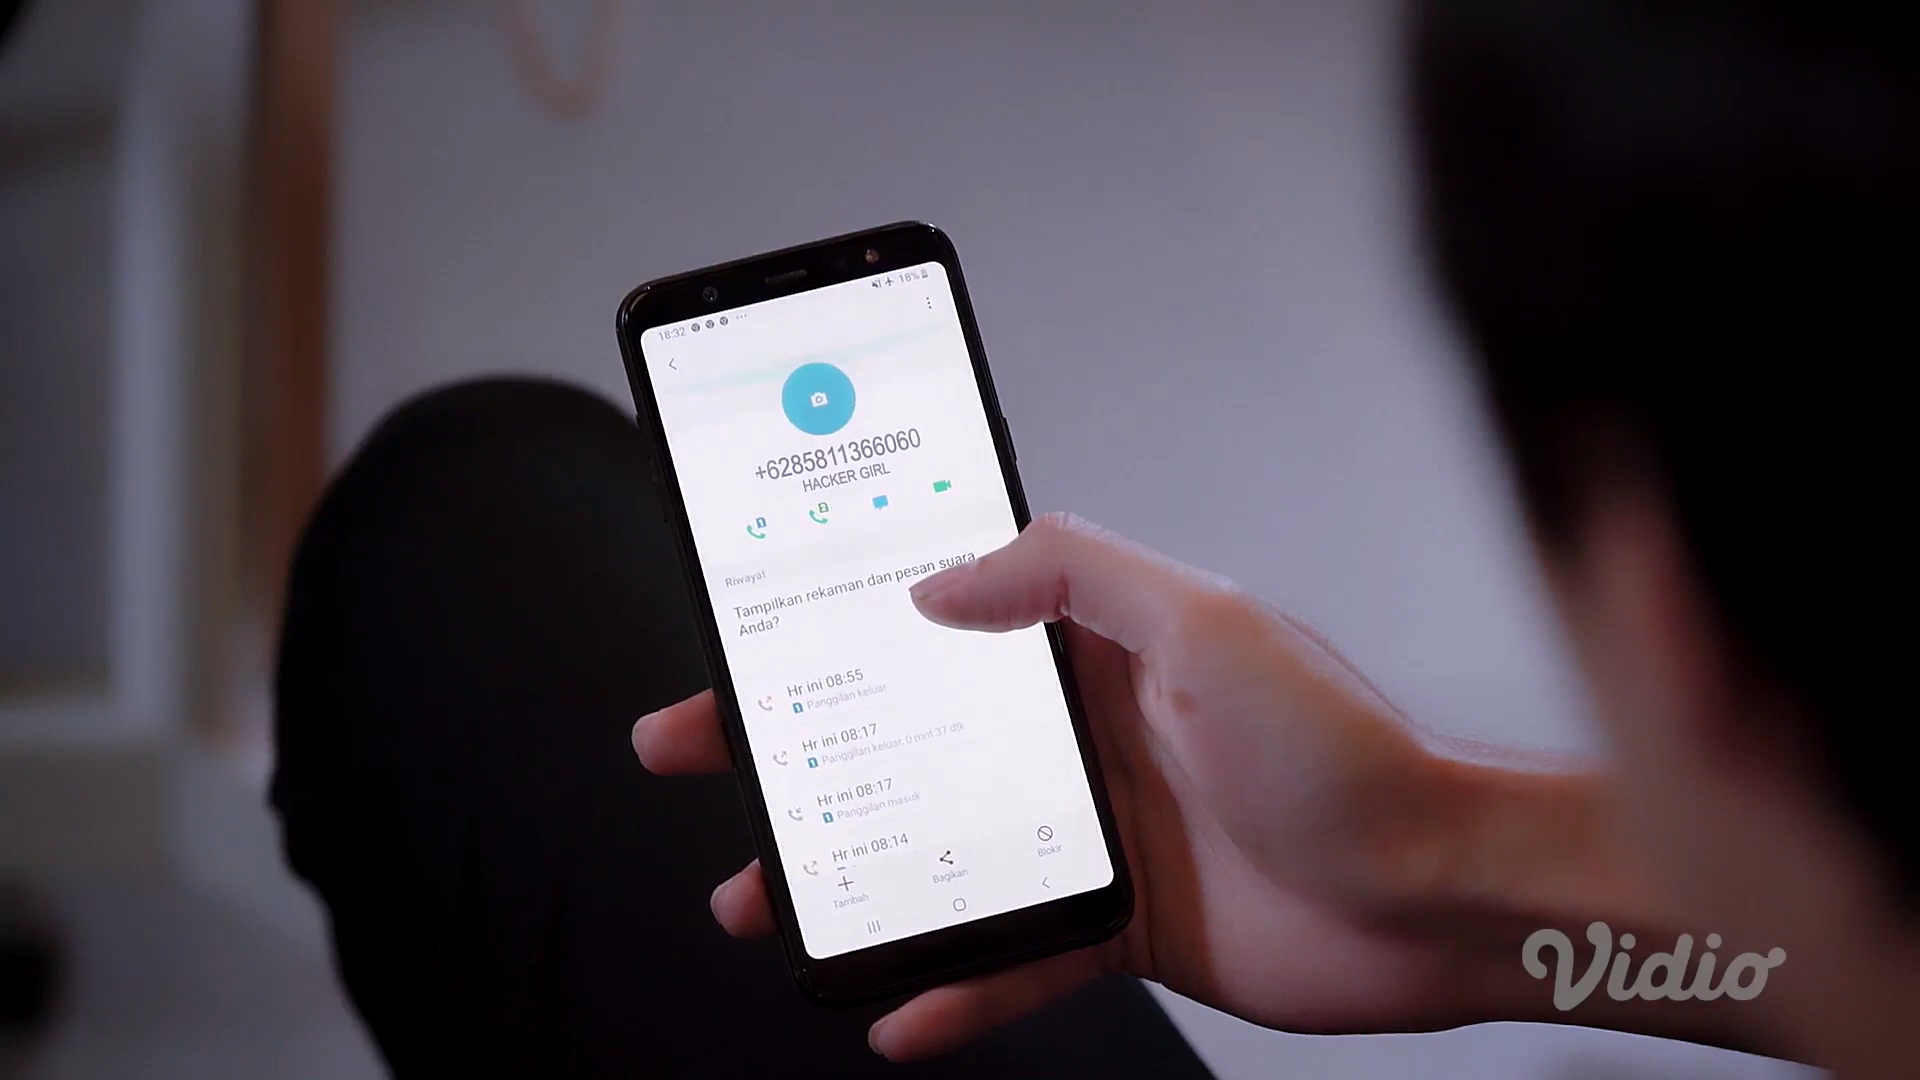 18:32
18%
+6285811366060
HACKER GIRL
Riwayat
Tampilkan rekaman dan pesan suara
Anda?
Hr ini 08:55
Panggilan keluar
Hr ini 08:17
Panggilan keluar, 0 mnt 37 dtk
Hr ini 08:17
Panggilan masuk
Hr ini 08:14
Tambah
Bagikan
Blokir
Vidio